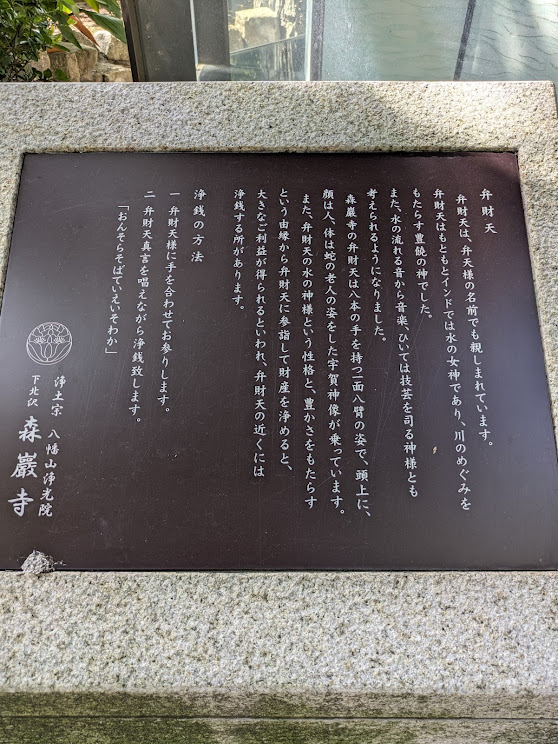 弁財天
弁財天は、弁天様の名前でも親しまれています。
弁財天はもともとインドでは水の女神であり、川のめぐみを
もたらす豊饒の神でした。
また、水の流れる音から音楽、ひいては技芸を司る神様とも
考えられるようになりました。
森巖寺の弁財天は八本の手を持つ一面八臂の姿で、頭上に、
顔は人、体は蛇の老人の姿をした宇賀神像が乗っています。
また、弁財天の水の神様という性格と、豊かさをもたらす
という由縁から弁財天に参詣して財産を浄めると、
大きなご利益が得られるといわれ、弁財天の近くには
浄銭する所があります。
浄銭の方法
一 弁財天様に手を合わせてお参りします。
二 弁財天真言を唱えながら浄銭致します。
「おんそらそばていえいそわか」
浄土宗 八幡山浄光院
下北沢 森巖寺